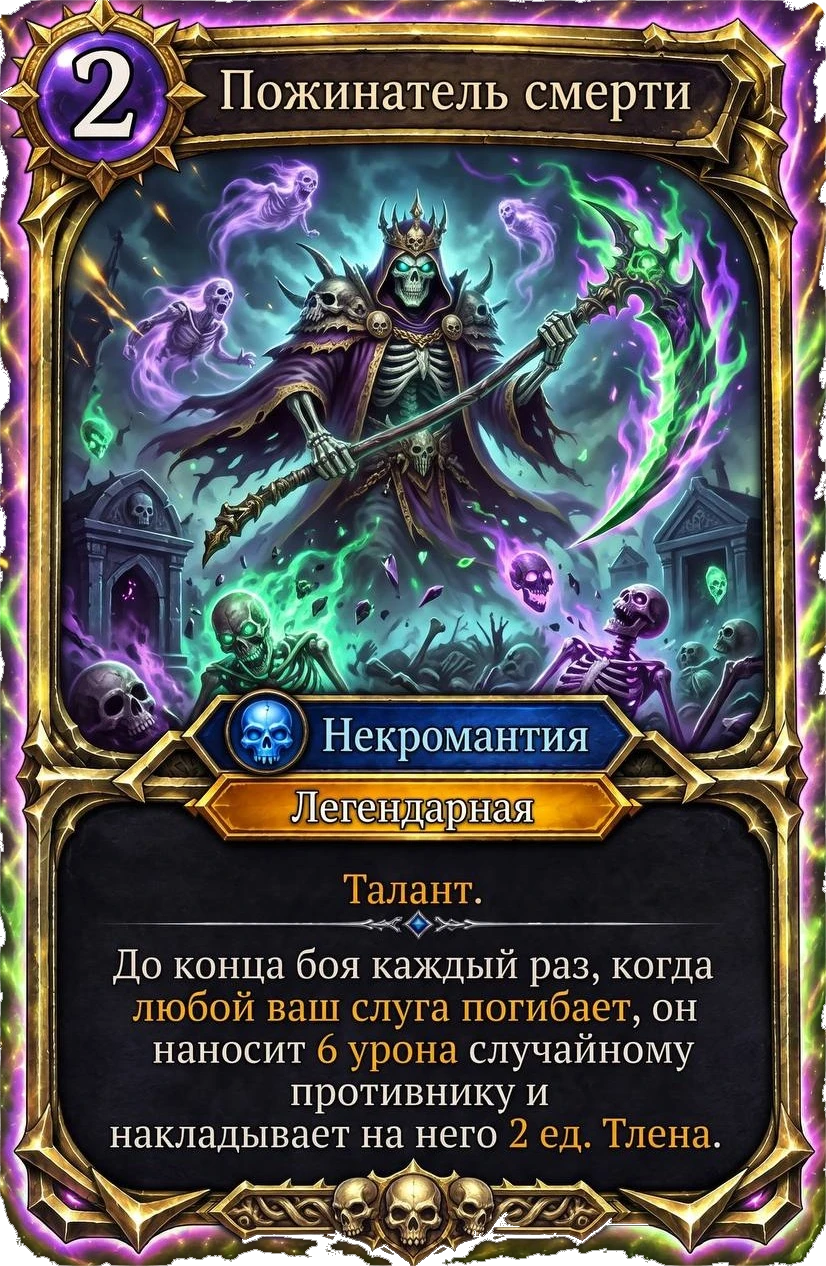 2
Пожинатель смерти
Некромантия
Легендарная
Талант.
До конца боя каждый раз, когда
любой ваш слуга погибает, он
наносит 6 урона случайному
противнику и
накладывает на него 2 ед. Тлена.